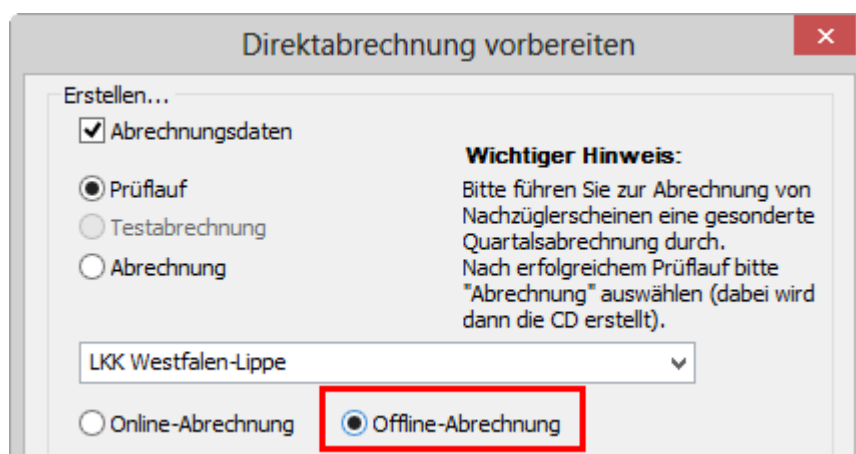 Direktabrechnung vorbereiten
Erstellen...
Abrechnungsdaten
Prüflauf
Testabrechnung
Abrechnung
Wichtiger Hinweis:
Bitte führen Sie zur Abrechnung von
Nachzüglerscheinen eine gesonderte
Quartalsabrechnung durch.
Nach erfolgreichem Prüflauf bitte
"Abrechnung" auswählen (dabei wird
dann die CD erstellt).
LKK Westfalen-Lippe
Online-Abrechnung Offline-Abrechnung